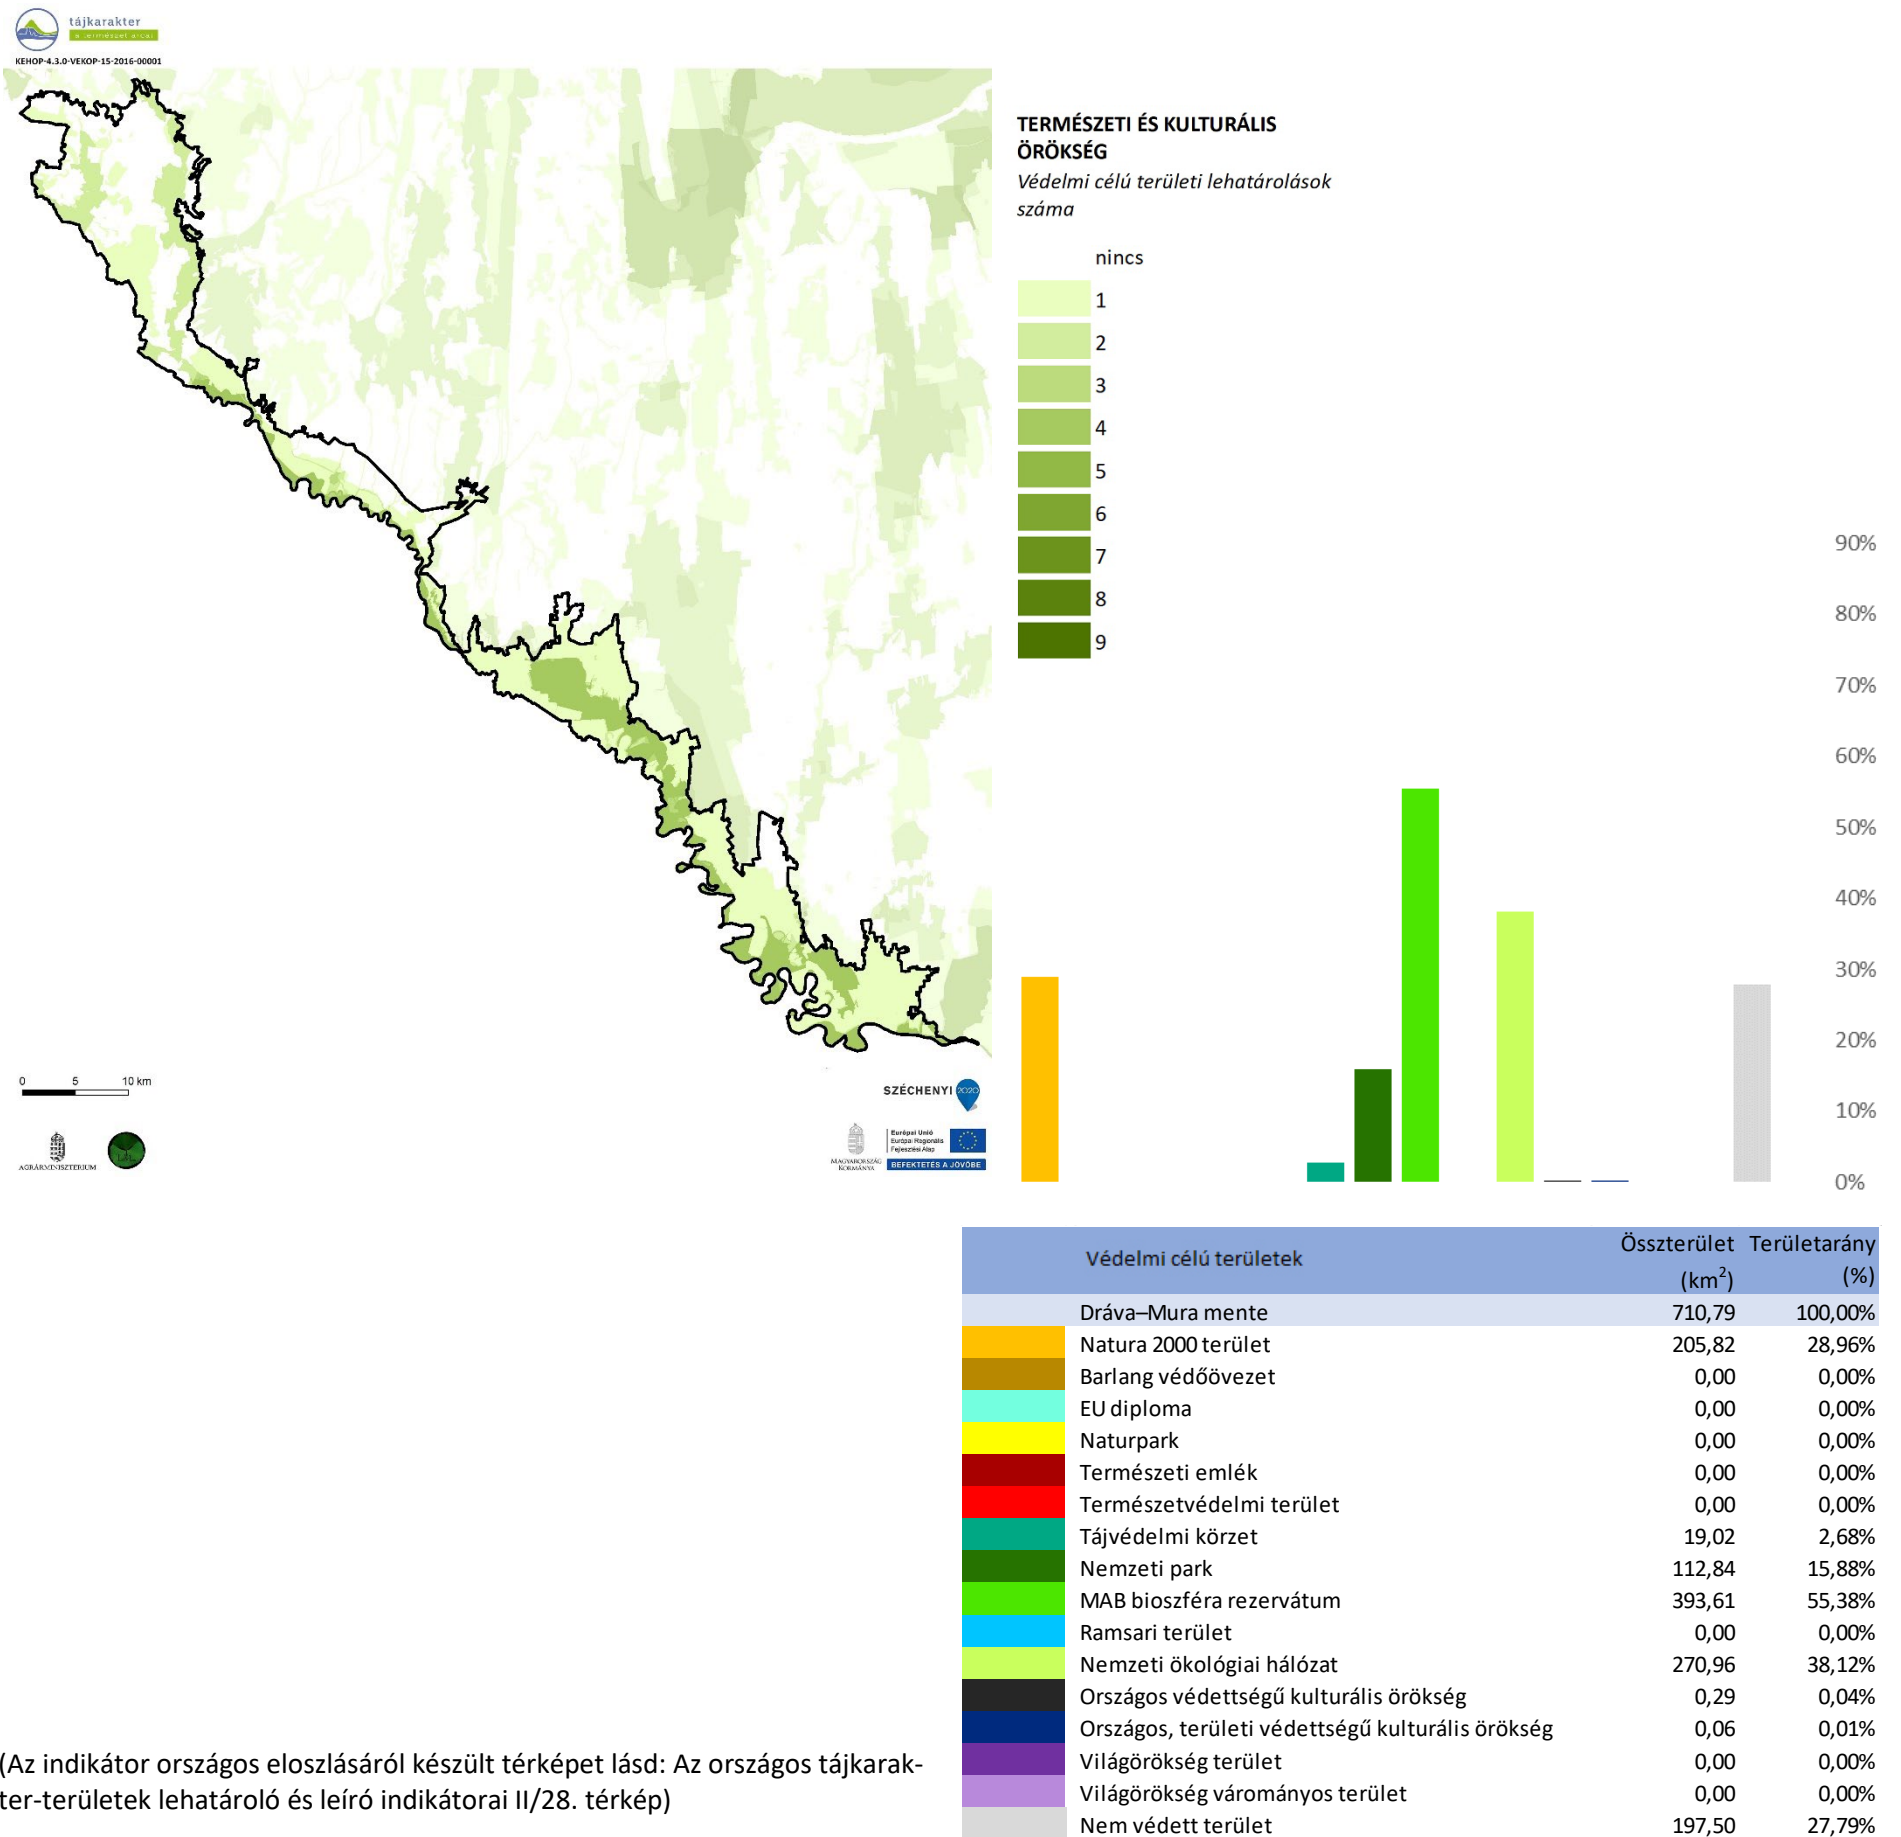 tájkarakter
a természet arcai
KEHOP-4.3.0-VEKOP-15-2016-00001
TERMÉSZETI ÉS KULTURÁLIS
ÖRÖKSÉG
Védelmi célú területi lehatárolások
száma
nincs
1
2
3
4
5
6
7
8
9
90%
80%
70%
60%
50%
40%
30%
20%
10%
0%
0 5 10 km
AGRÁRMINISZTERIUM
SZÉCHENYI 2020
MAGYARORSZÁG
KORMÁNYA
Európai Unió
Európai Regionális
Fejlesztési Alap
BEFEKTETÉS A JÖVŐBE
Védelmi célú területek Összterület (km²) Területarány (%)
Dráva–Mura mente 710,79 100,00%
Natura 2000 terület 205,82 28,96%
Barlang védőövezet 0,00 0,00%
EU diploma 0,00 0,00%
Naturpark 0,00 0,00%
Természeti emlék 0,00 0,00%
Természetvédelmi terület 0,00 0,00%
Tájvédelmi körzet 19,02 2,68%
Nemzeti park 112,84 15,88%
MAB bioszféra rezervátum 393,61 55,38%
Ramsari terület 0,00 0,00%
Nemzeti ökológiai hálózat 270,96 38,12%
Országos védettségű kulturális örökség 0,29 0,04%
Országos, területi védettségű kulturális örökség 0,06 0,01%
Világörökség terület 0,00 0,00%
Világörökség várományos terület 0,00 0,00%
Nem védett terület 197,50 27,79%
(Az indikátor országos eloszlásáról készült térképet lásd: Az országos tájkarak-
ter-területek lehatároló és leíró indikátorai II/28. térkép)